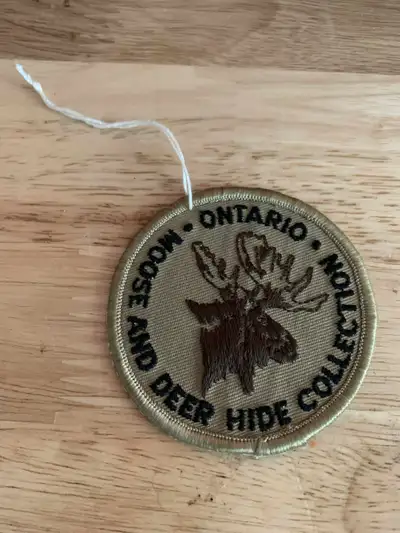 • ONTARIO •
MOOSE AND DEER HIDE COLLECTION